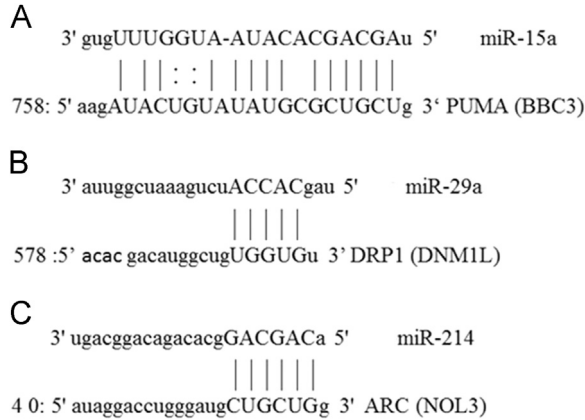 A
3' gugUUUGGUA-AUACACGACGAu 5' miR-15a
| | | : : | | | | | | | | | | |
758: 5' aagAUACUGUAUAUGCGCUGCUg 3‘ PUMA (BBC3)
B
3' auuggcuaaagucuACCACgau 5' miR-29a
| | | | |
578 :5’ acac gacauggcugUGGUGu 3’ DRP1 (DNM1L)
C
3' ugacggacagacacgGACGACa 5' miR-214
| | | | | |
4 0: 5' auaggaccugggaugCUGCUGg 3' ARC (NOL3)